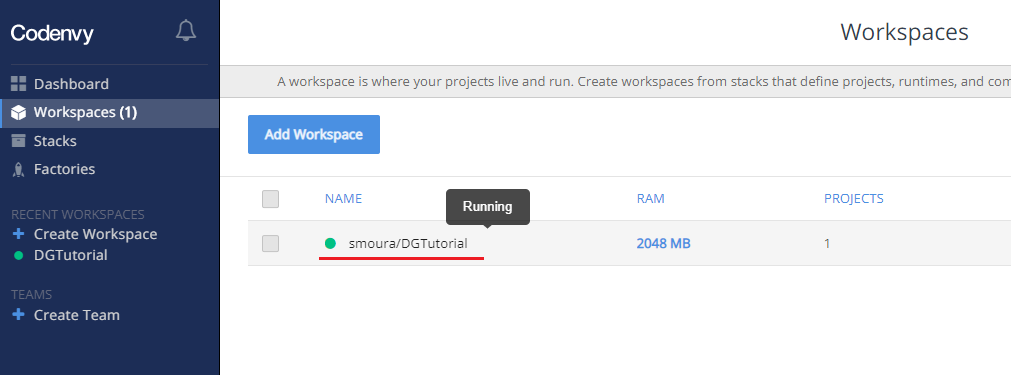 Codenvy
Workspaces
Dashboard
Workspaces (1)
Stacks
Factories
RECENT WORKSPACES
Create Workspace
DGTutorial
TEAMS
Create Team
A workspace is where your projects live and run. Create workspaces from stacks that define projects, runtimes, and com
Add Workspace
NAME RAM PROJECTS
Running
smoura/DGTutorial 2048 MB 1